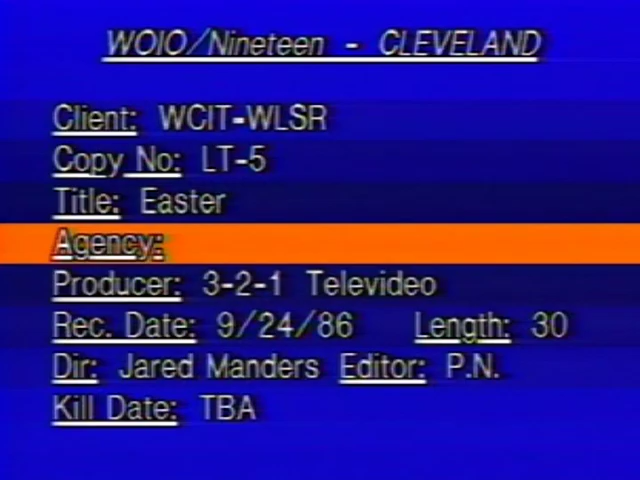 WOIO/Nineteen - CLEVELAND
Client: WCIT-WLSR
Copy No: LT-5
Title: Easter
Agency:
Producer: 3-2-1 Televideo
Rec. Date: 9/24/86 Length: 30
Dir: Jared Manders Editor: P.N.
Kill Date: TBA